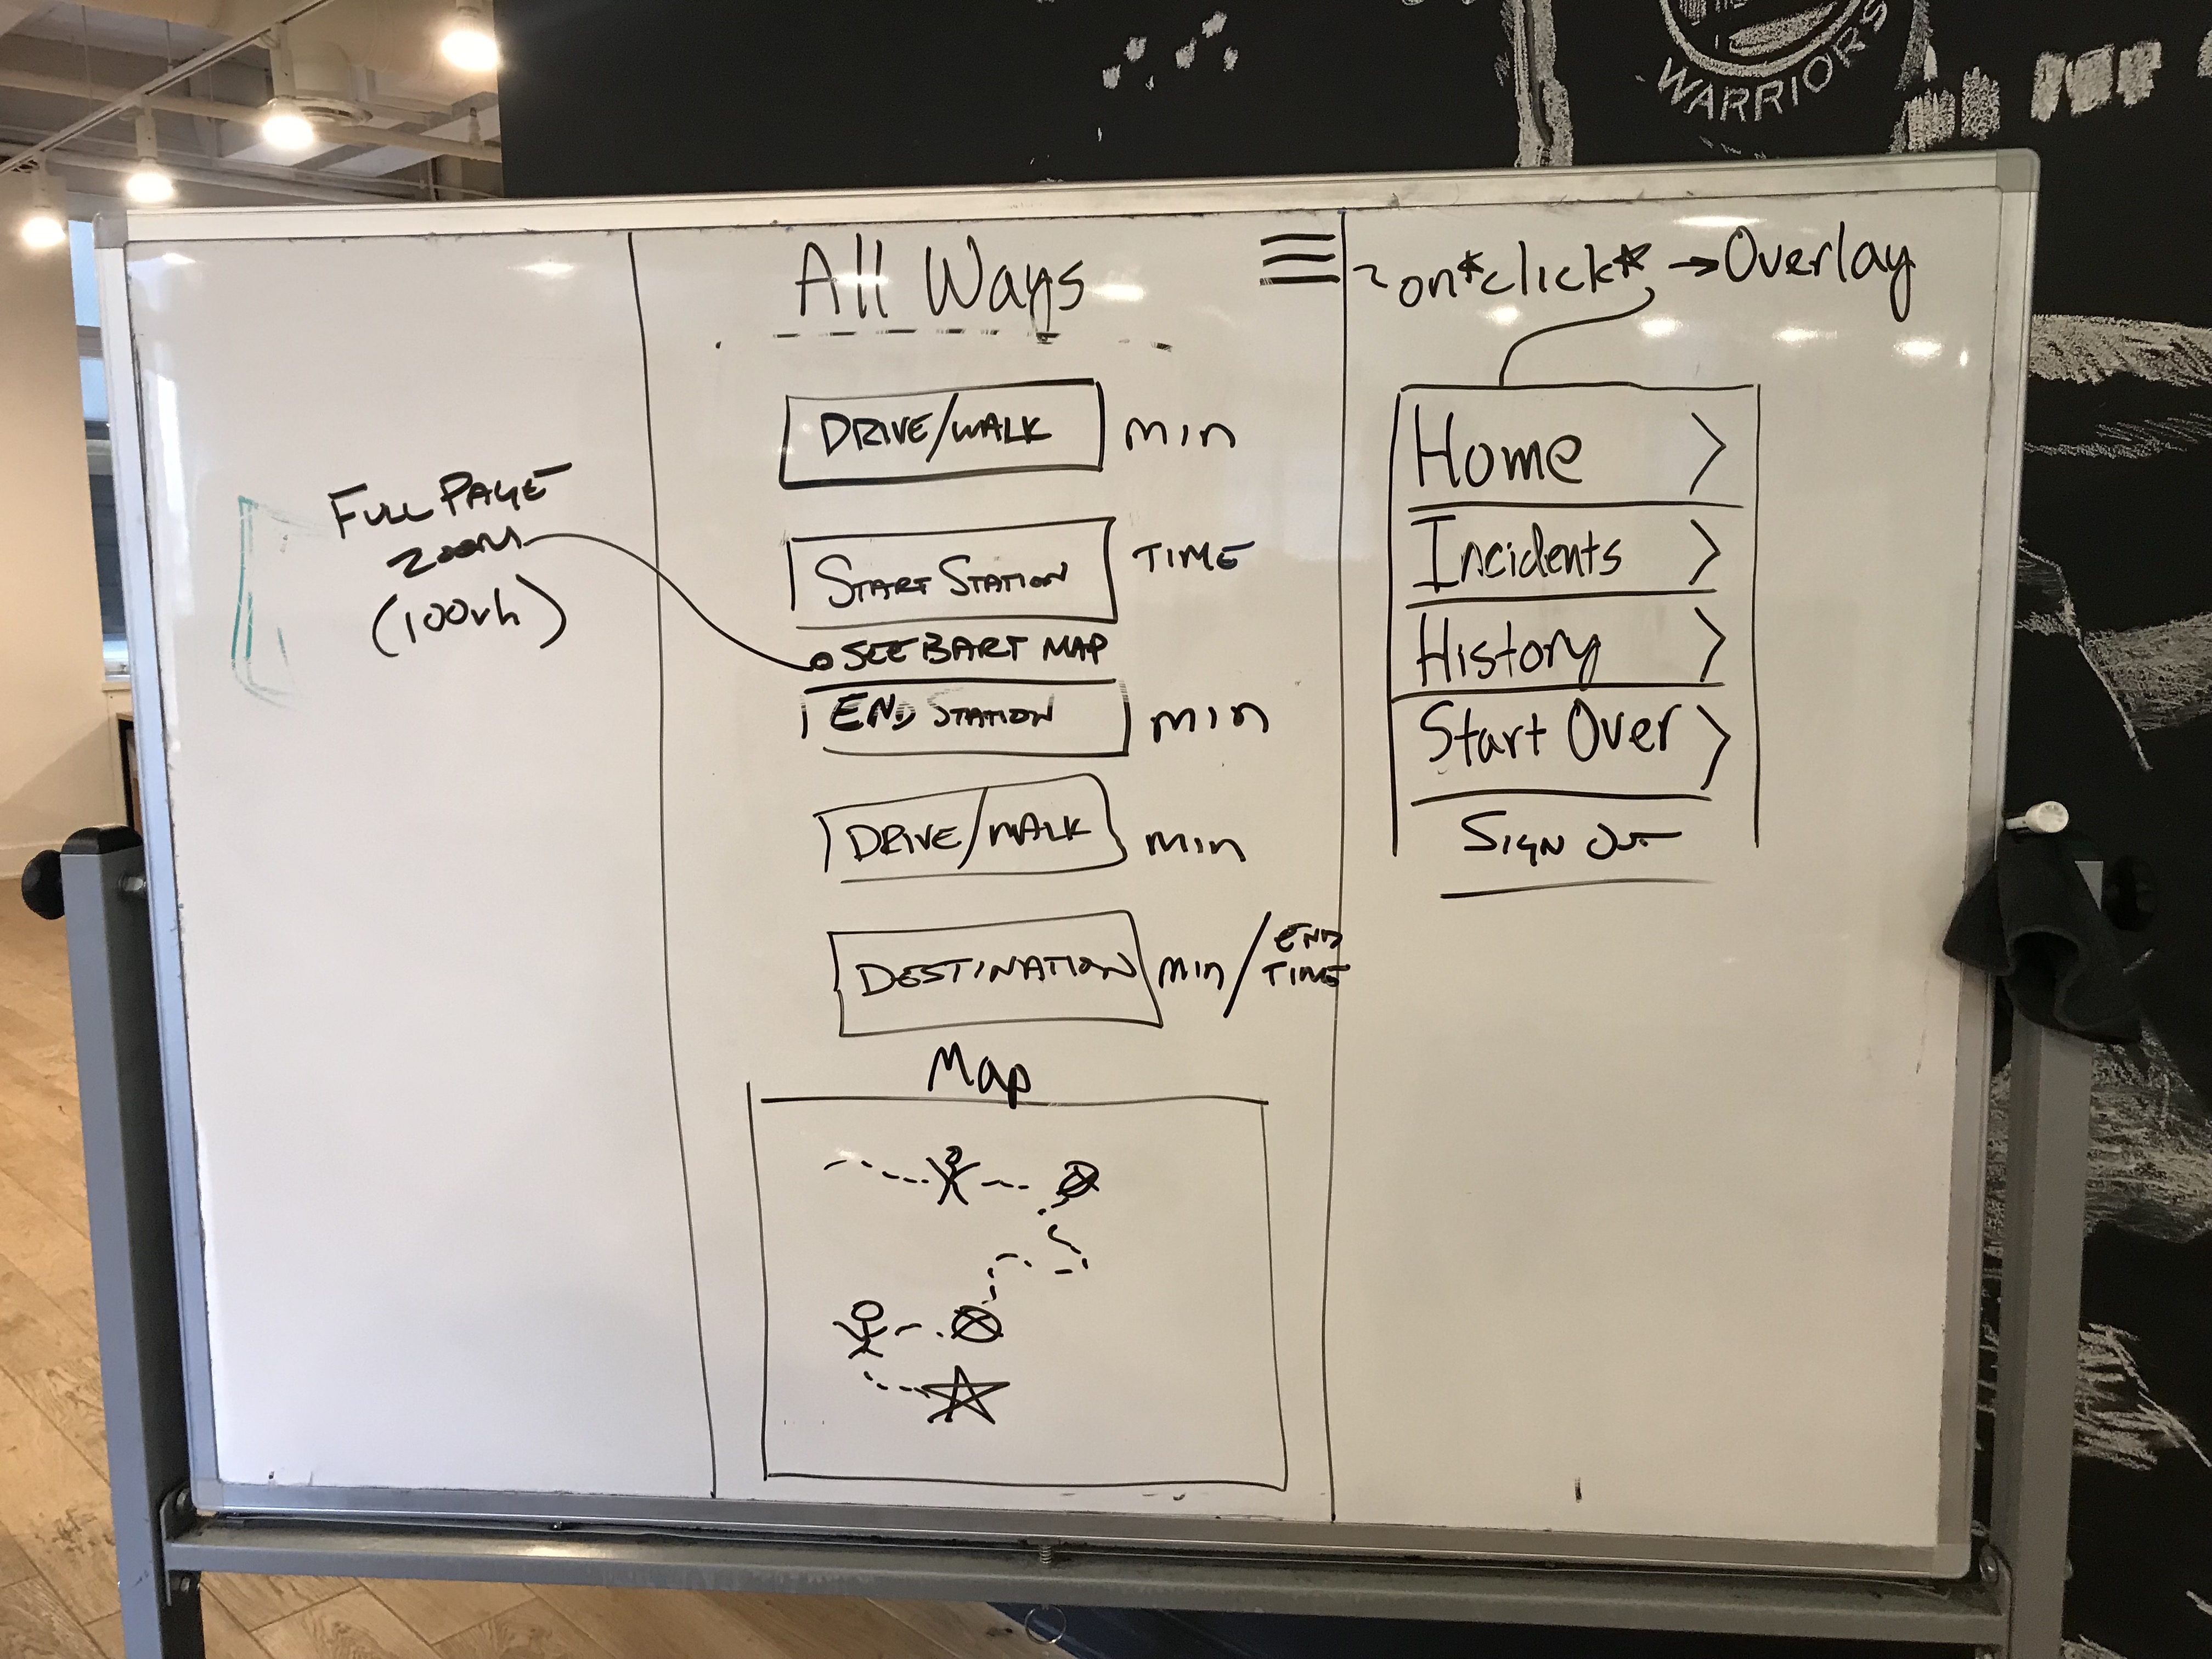 WARRIORS
All Ways
~on*click* →Overlay
FULL PAGE
ZOOM
(100vh)
DRIVE/WALK min
START STATION TIME
SEE BART MAP
END STATION min
DRIVE/WALK min
DESTINATION min/END TIME
Map
Home >
Incidents >
History >
Start Over >
SIGN OUT